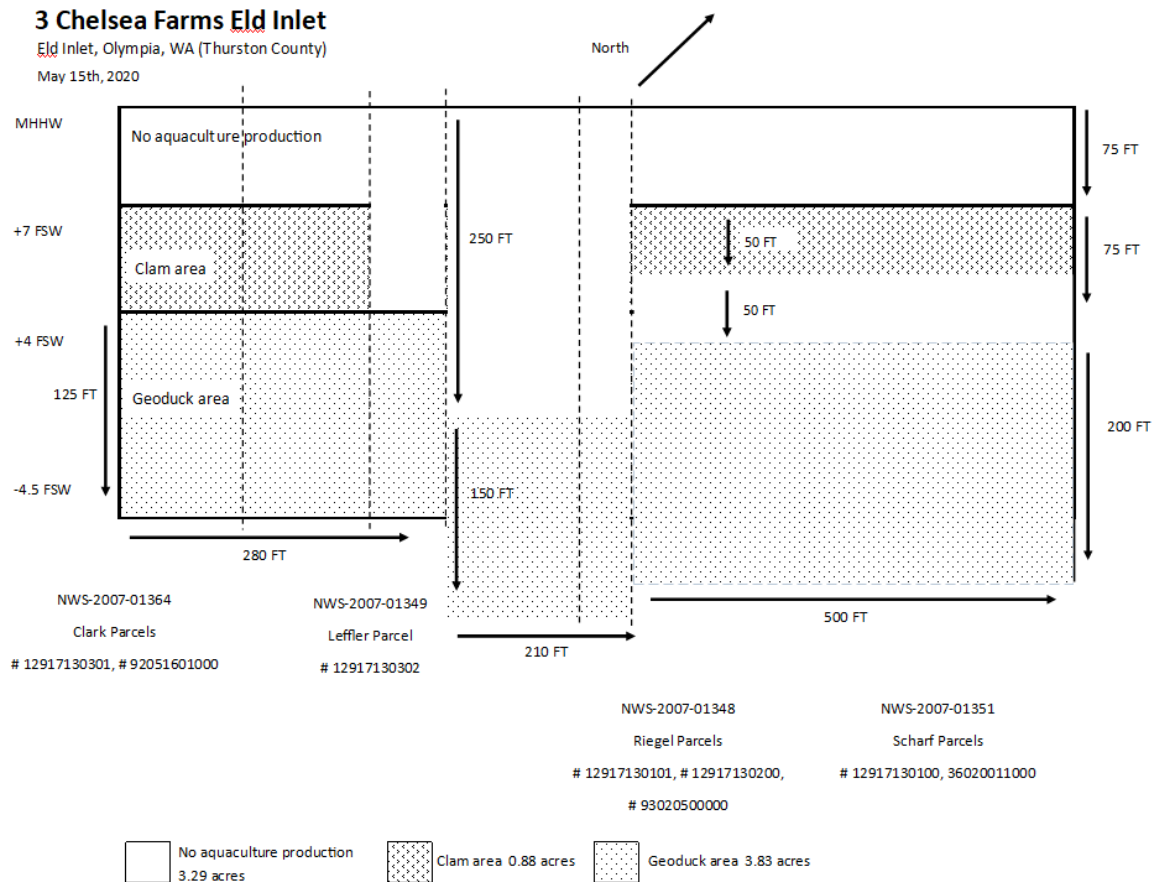 3 Chelsea Farms Eld Inlet
Eld Inlet, Olympia, WA (Thurston County)
May 15th, 2020
North
MHHW
No aquaculture production
75 FT
+7 FSW
250 FT
50 FT
75 FT
Clam area
50 FT
+4 FSW
125 FT
Geoduck area
200 FT
-4.5 FSW
150 FT
280 FT
500 FT
210 FT
NWS-2007-01364
Clark Parcels
# 12917130301, # 92051601000
NWS-2007-01349
Leffler Parcel
# 12917130302
NWS-2007-01348
Riegel Parcels
# 12917130101, # 12917130200,
# 93020500000
NWS-2007-01351
Scharf Parcels
# 12917130100, 36020011000
No aquaculture production
3.29 acres
Clam area 0.88 acres
Geoduck area 3.83 acres